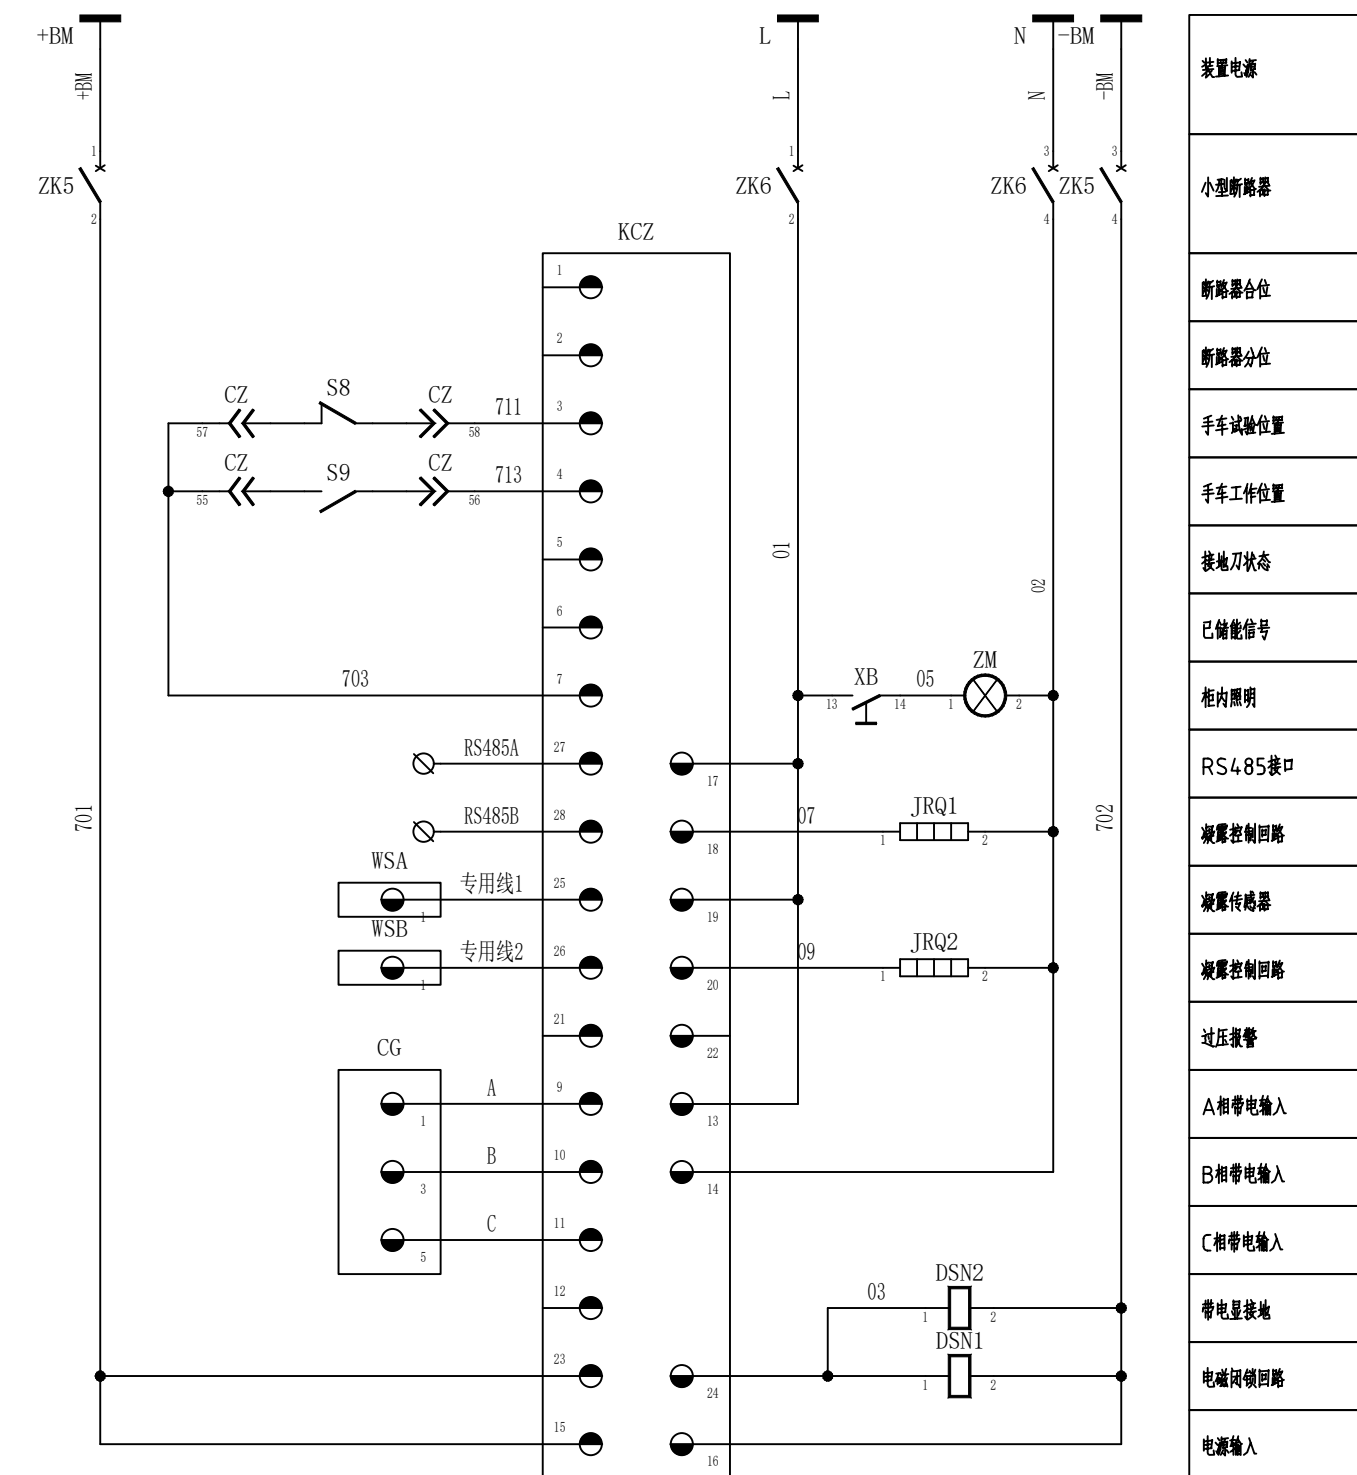 +BM
L
N
-BM
+BM
L
N
-BM
装置电源
1
1
3
3
ZK5
ZK6
ZK6
ZK5
小型断路器
2
2
4
4
KCZ
1
断路器合位
2
断路器分位
CZ
S8
CZ
711
3
57
58
手车试验位置
CZ
S9
CZ
713
4
55
56
手车工作位置
01
5
接地刀状态
02
6
已储能信号
703
7
XB
05
ZM
13
14
1
2
柜内照明
RS485A
27
17
RS485接口
701
702
RS485B
28
18
07
JRQ1
1
2
凝露控制回路
WSA
1
专用线1
25
19
凝露传感器
WSB
1
专用线2
26
20
09
JRQ2
1
2
凝露控制回路
21
22
过压报警
CG
1
A
9
13
A相带电输入
3
B
10
14
B相带电输入
5
C
11
C相带电输入
12
03
DSN2
1
2
带电显接地
23
24
DSN1
1
2
电磁闭锁回路
15
16
电源输入